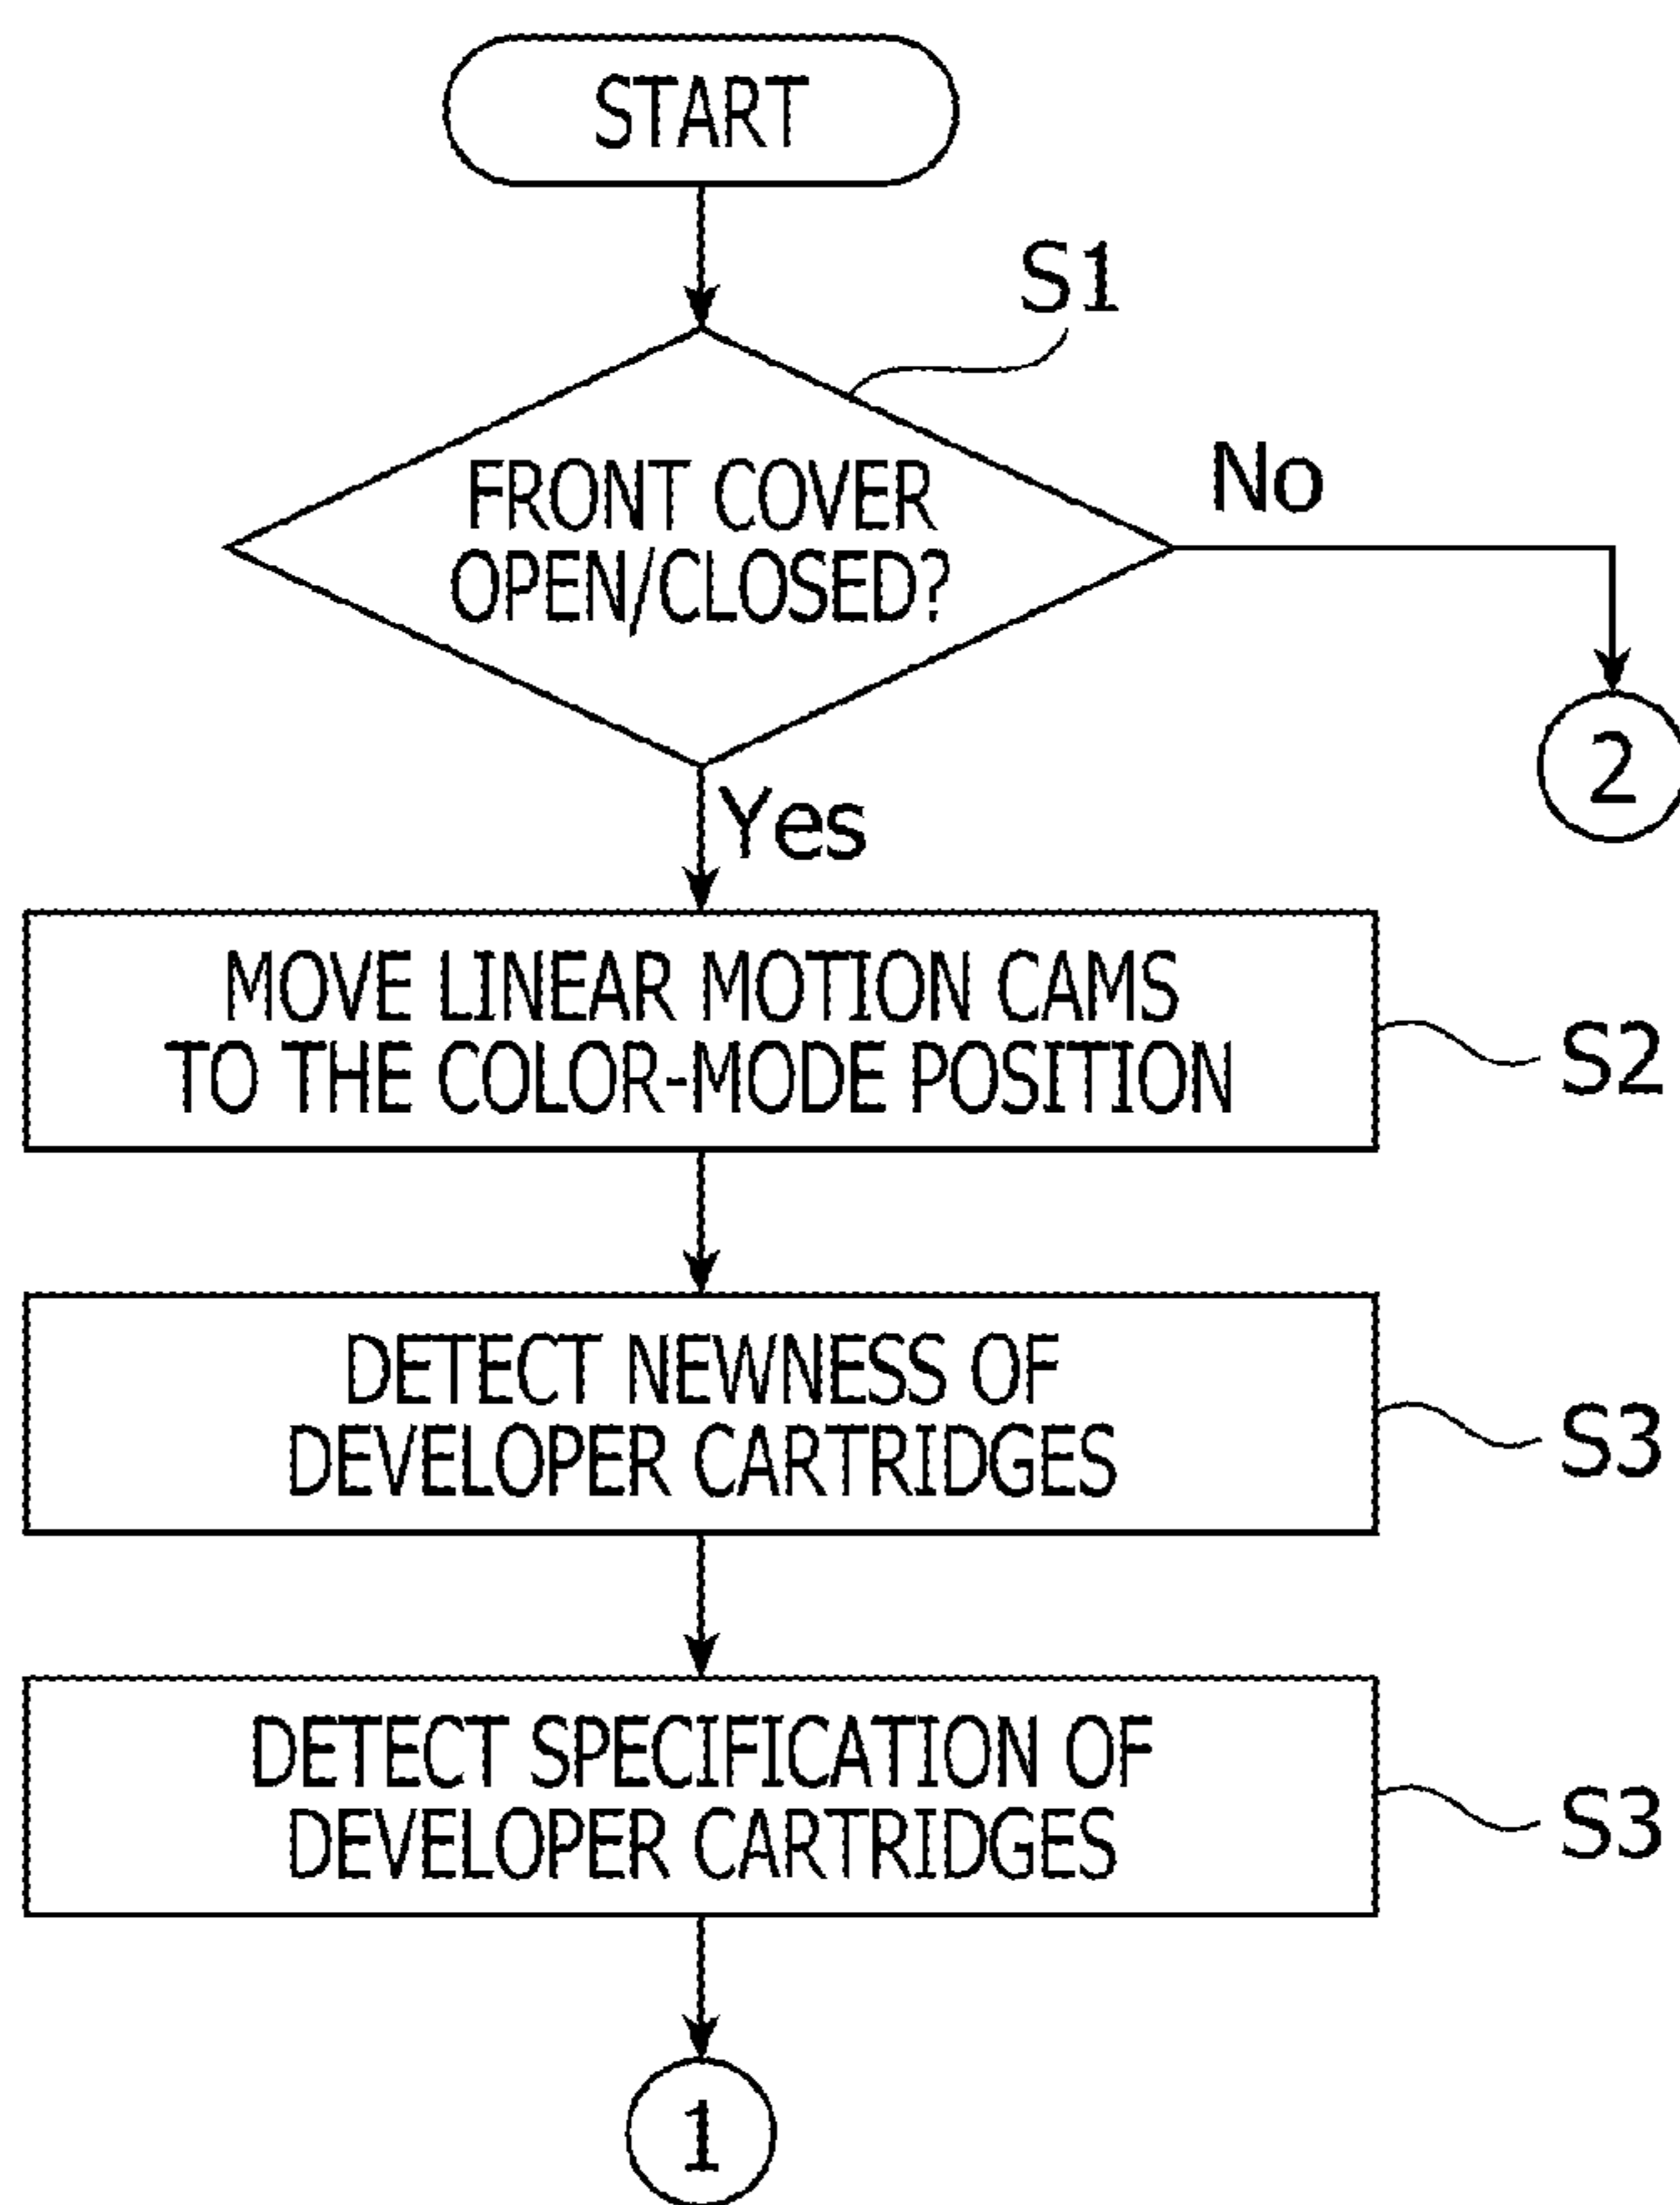 START
S1
FRONT COVER
OPEN/CLOSED?
No
2
Yes
MOVE LINEAR MOTION CAMS
TO THE COLOR-MODE POSITION
S2
DETECT NEWNESS OF
DEVELOPER CARTRIDGES
S3
DETECT SPECIFICATION OF
DEVELOPER CARTRIDGES
S3
1